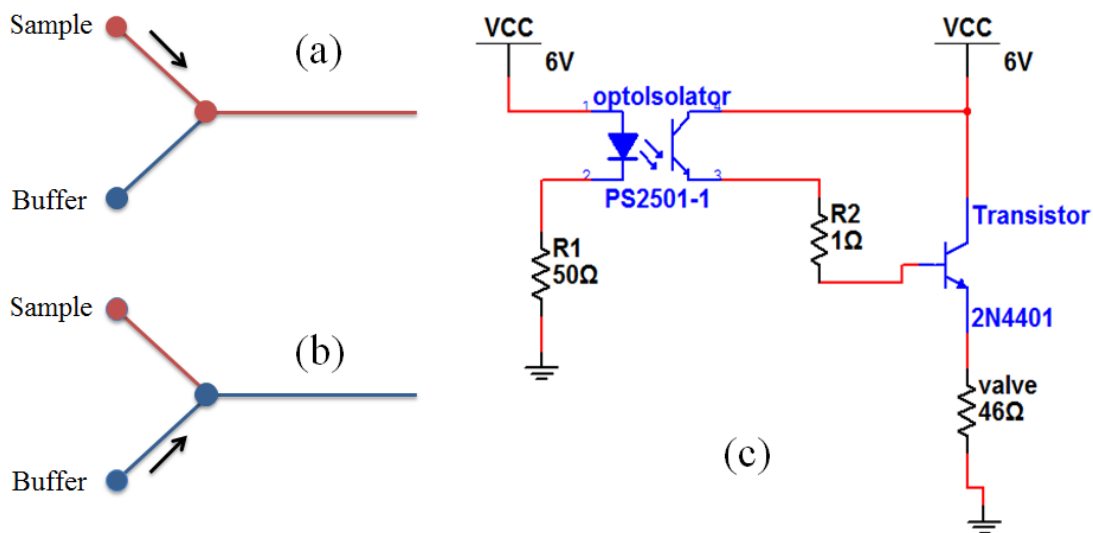 Sample
(a)
Buffer
Sample
(b)
Buffer
VCC
6V
VCC
6V
optoIsolator
1
4
2
3
PS2501-1
R1
50Ω
R2
1Ω
Transistor
2N4401
valve
46Ω
(c)